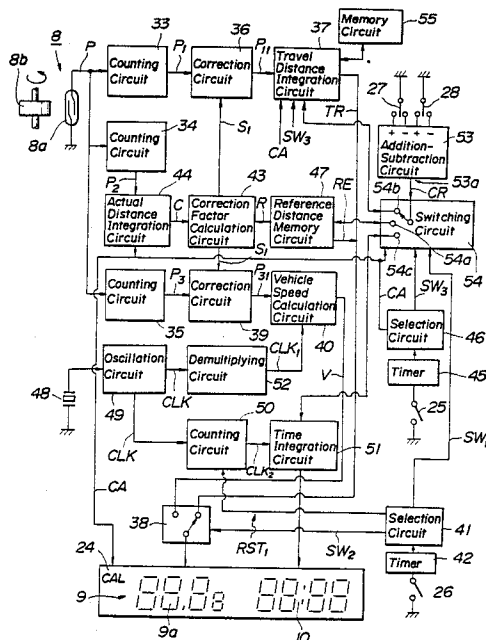 33
36
37
Memory Circuit
55
8
P
8b
8a
Counting Circuit
P1
Correction Circuit
P11
Travel Distance Integration Circuit
27
28
TR
S1
CA
SW3
+ - + -
53
Addition-Subtraction Circuit
53a
CR
34
Counting Circuit
P2
44
43
47
RE
54b
Actual Distance Integration Circuit
C
Correction Factor Calculation Circuit
R
Reference Distance Memory Circuit
Switching Circuit
54a
54c
54
S1
CA
SW3
Counting Circuit
P3
Correction Circuit
P31
Vehicle Speed Calculation Circuit
35
39
40
Selection Circuit
46
Timer
45
25
CLK1
V
48
Oscillation Circuit
49
CLK
Demultiplying Circuit
52
50
CLK
Counting Circuit
CLK2
Time Integration Circuit
51
SW1
CA
38
RST1
SW2
Selection Circuit
41
Timer
42
26
24
CAL
9
88.8
88:88
9a
10